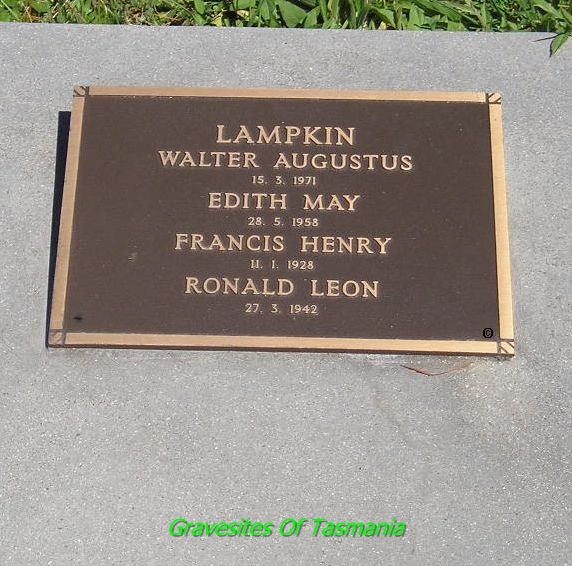 LAMPKIN
WALTER AUGUSTUS
15. 3. 1971
EDITH MAY
28. 5. 1958
FRANCIS HENRY
11. 1. 1928
RONALD LEON
27. 3. 1942
©
Gravesites Of Tasmania